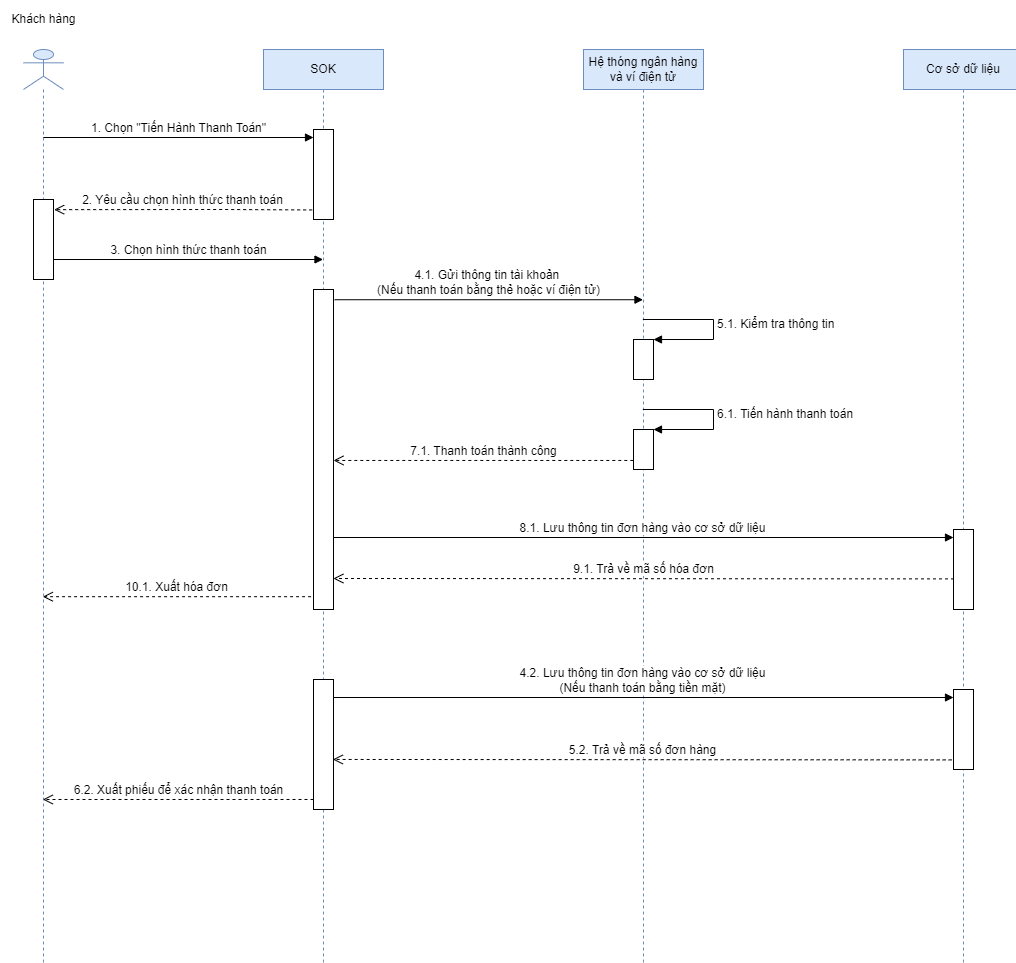 Khách hàng
SOK
Hệ thông ngân hàng
và ví điện tử
Cơ sở dữ liệu
1. Chọn "Tiến Hành Thanh Toán"
2. Yêu cầu chọn hình thức thanh toán
3. Chọn hình thức thanh toán
4.1. Gửi thông tin tài khoản
(Nếu thanh toán bằng thẻ hoặc ví điện tử)
5.1. Kiểm tra thông tin
6.1. Tiến hành thanh toán
7.1. Thanh toán thành công
8.1. Lưu thông tin đơn hàng vào cơ sở dữ liệu
9.1. Trả về mã số hóa đơn
10.1. Xuất hóa đơn
4.2. Lưu thông tin đơn hàng vào cơ sở dữ liệu
(Nếu thanh toán bằng tiền mặt)
5.2. Trả về mã số đơn hàng
6.2. Xuất phiếu để xác nhận thanh toán